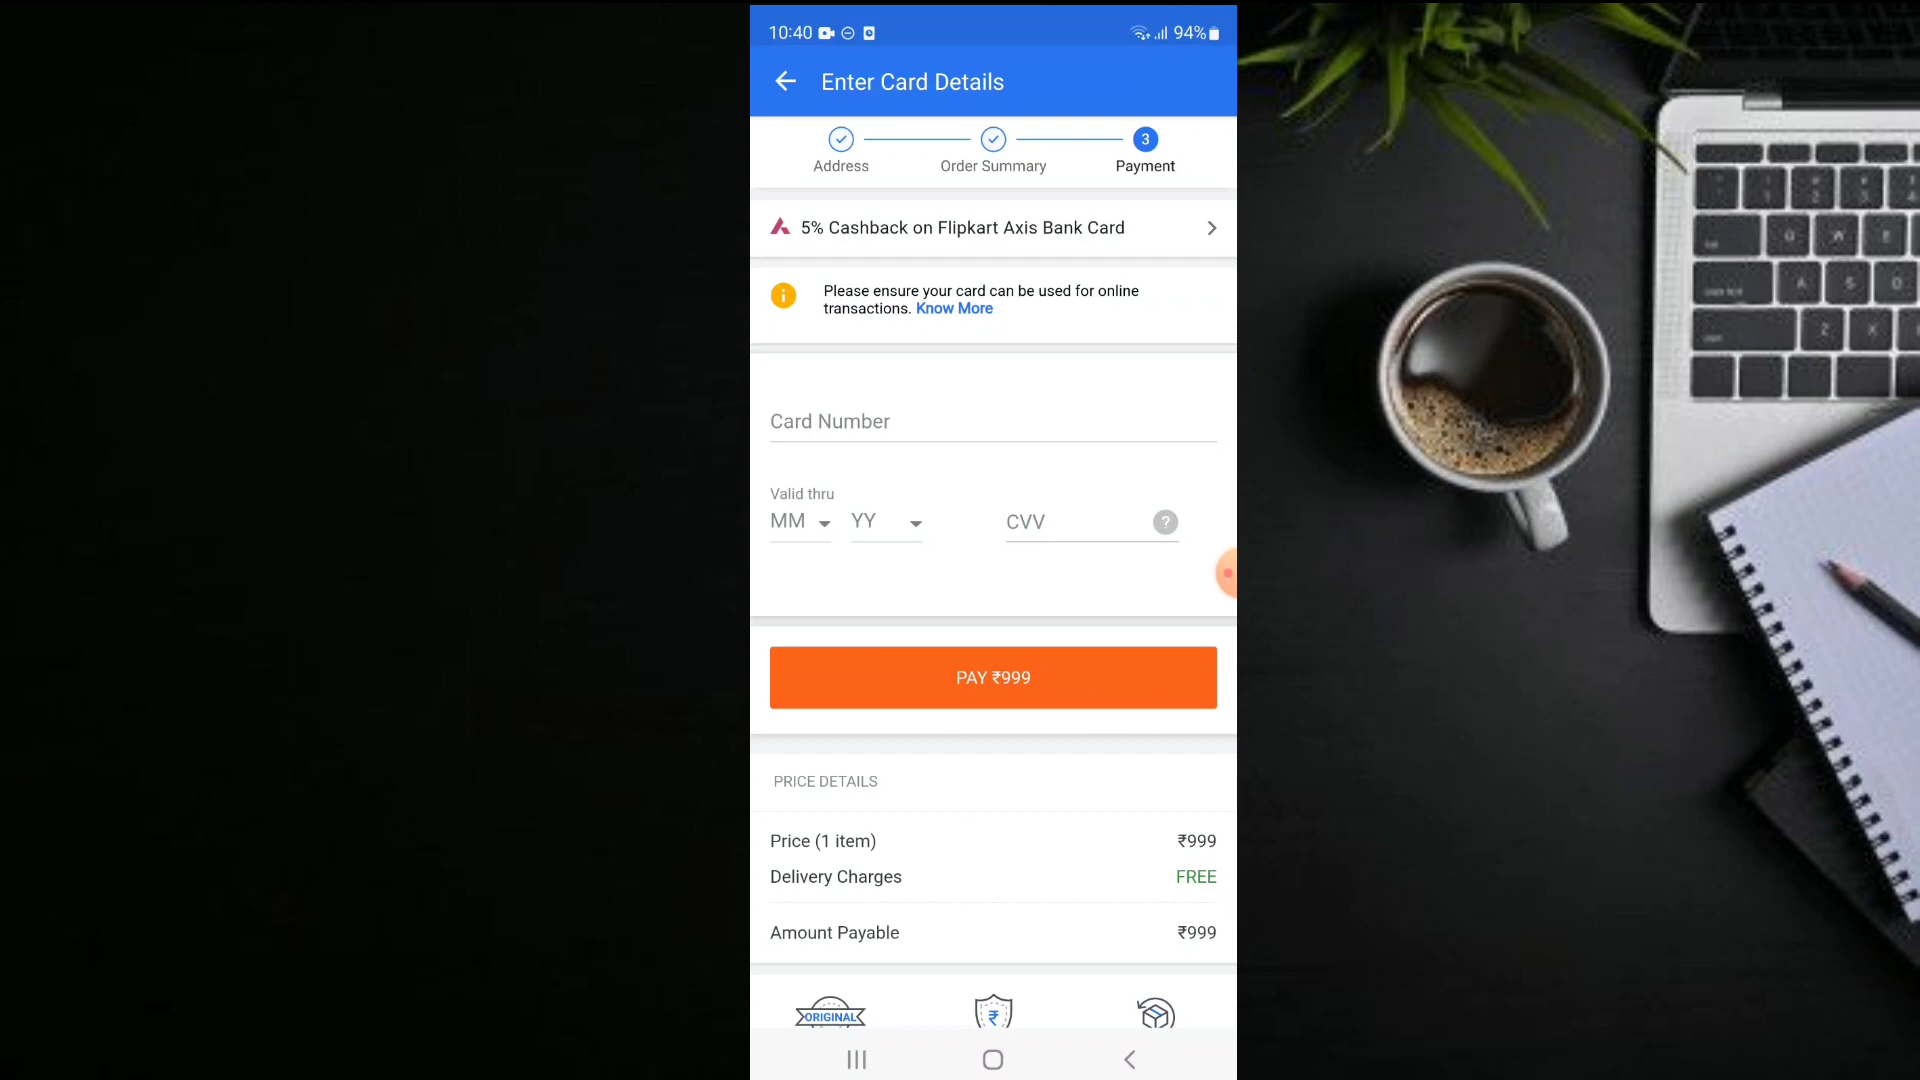 10:40 94%
Enter Card Details
3
Address Order Summary Payment
5% Cashback on Flipkart Axis Bank Card
Please ensure your card can be used for online
transactions. Know More
Card Number
Valid thru
MM YY CVV ?
PAY ₹999
PRICE DETAILS
Price (1 item) ₹999
Delivery Charges FREE
Amount Payable ₹999
ORIGINAL ₹